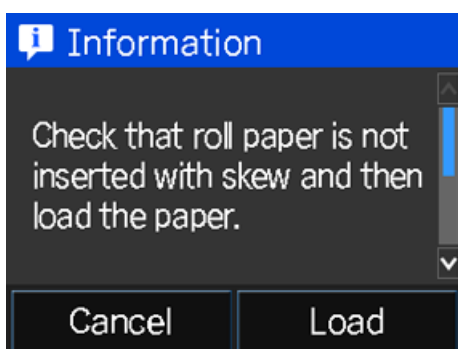 Information
Check that roll paper is not
inserted with skew and then
load the paper.
Cancel
Load